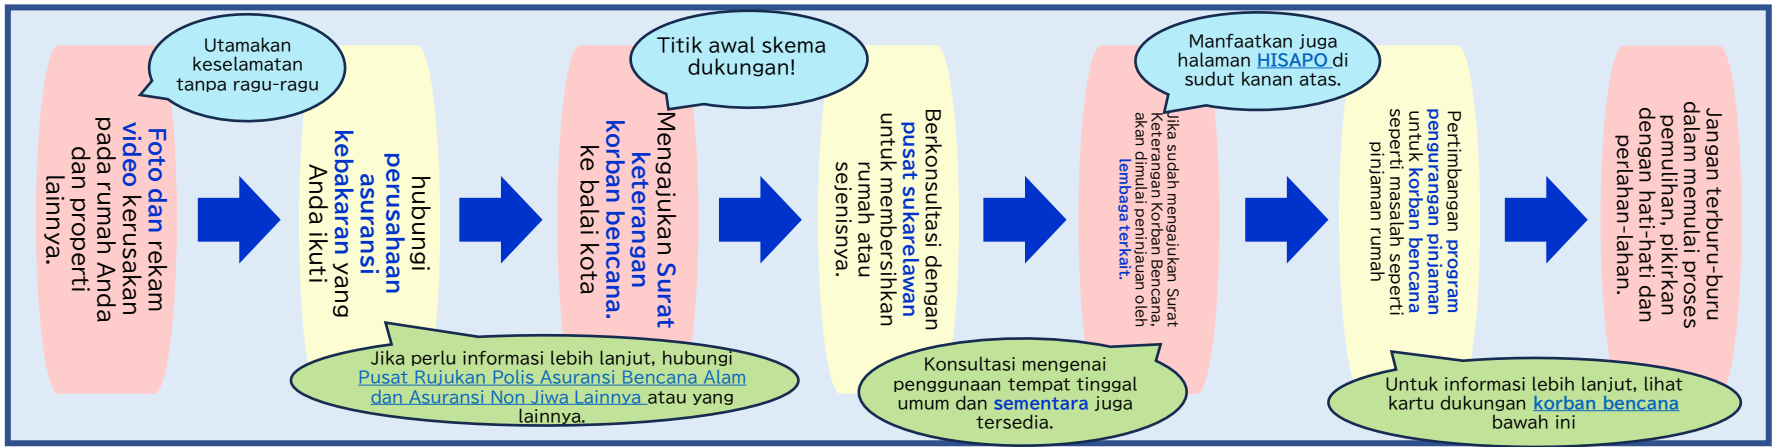 Utamakan
keselamatan
tanpa ragu-ragu
Foto dan rekam
video kerusakan
pada rumah Anda
dan properti
lainnya.
hubungi
perusahaan
asuransi
kebakaran yang
Anda ikuti
Jika perlu informasi lebih lanjut, hubungi
Pusat Rujukan Polis Asuransi Bencana Alam
dan Asuransi Non Jiwa Lainnya atau yang
lainnya.
Titik awal skema
dukungan!
Mengajukan Surat
keterangan
korban bencana.
ke balai kota
Berkonsultasi dengan
pusat sukarelawan
untuk membersihkan
rumah atau
sejenisnya.
Manfaatkan juga
halaman HISAPO di
sudut kanan atas.
Jika sudah mengajukan Surat
Keterangan Korban Bencana,
akan dimulai peninjauan oleh
lembaga terkait.
Konsultasi mengenai
penggunaan tempat tinggal
umum dan sementara juga
tersedia.
Pertimbangan program
pengurangan pinjaman
untuk korban bencana
seperti masalah seperti
pinjaman rumah
Untuk informasi lebih lanjut, lihat
kartu dukungan korban bencana
bawah ini
Jangan terburu-buru
dalam memulai proses
pemulihan, pikirkan
dengan hati-hati dan
perlahan-lahan.